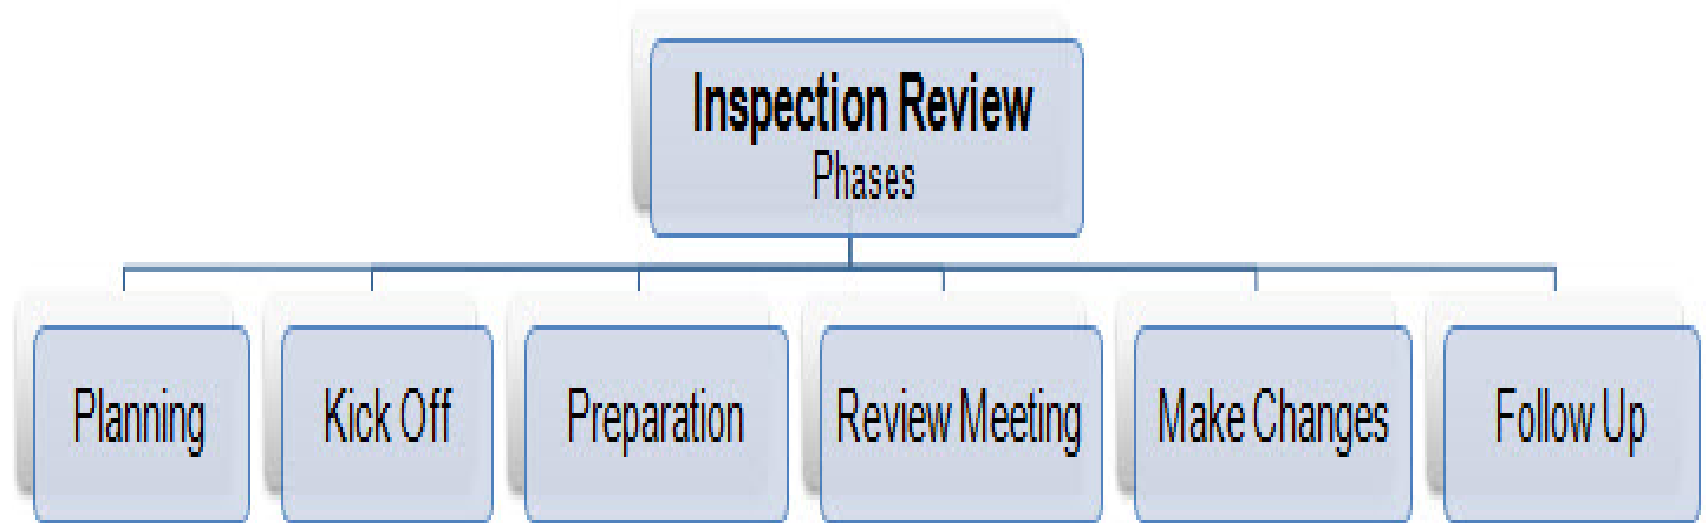 Inspection Review
Phases
Planning
Kick Off
Preparation
Review Meeting
Make Changes
Follow Up